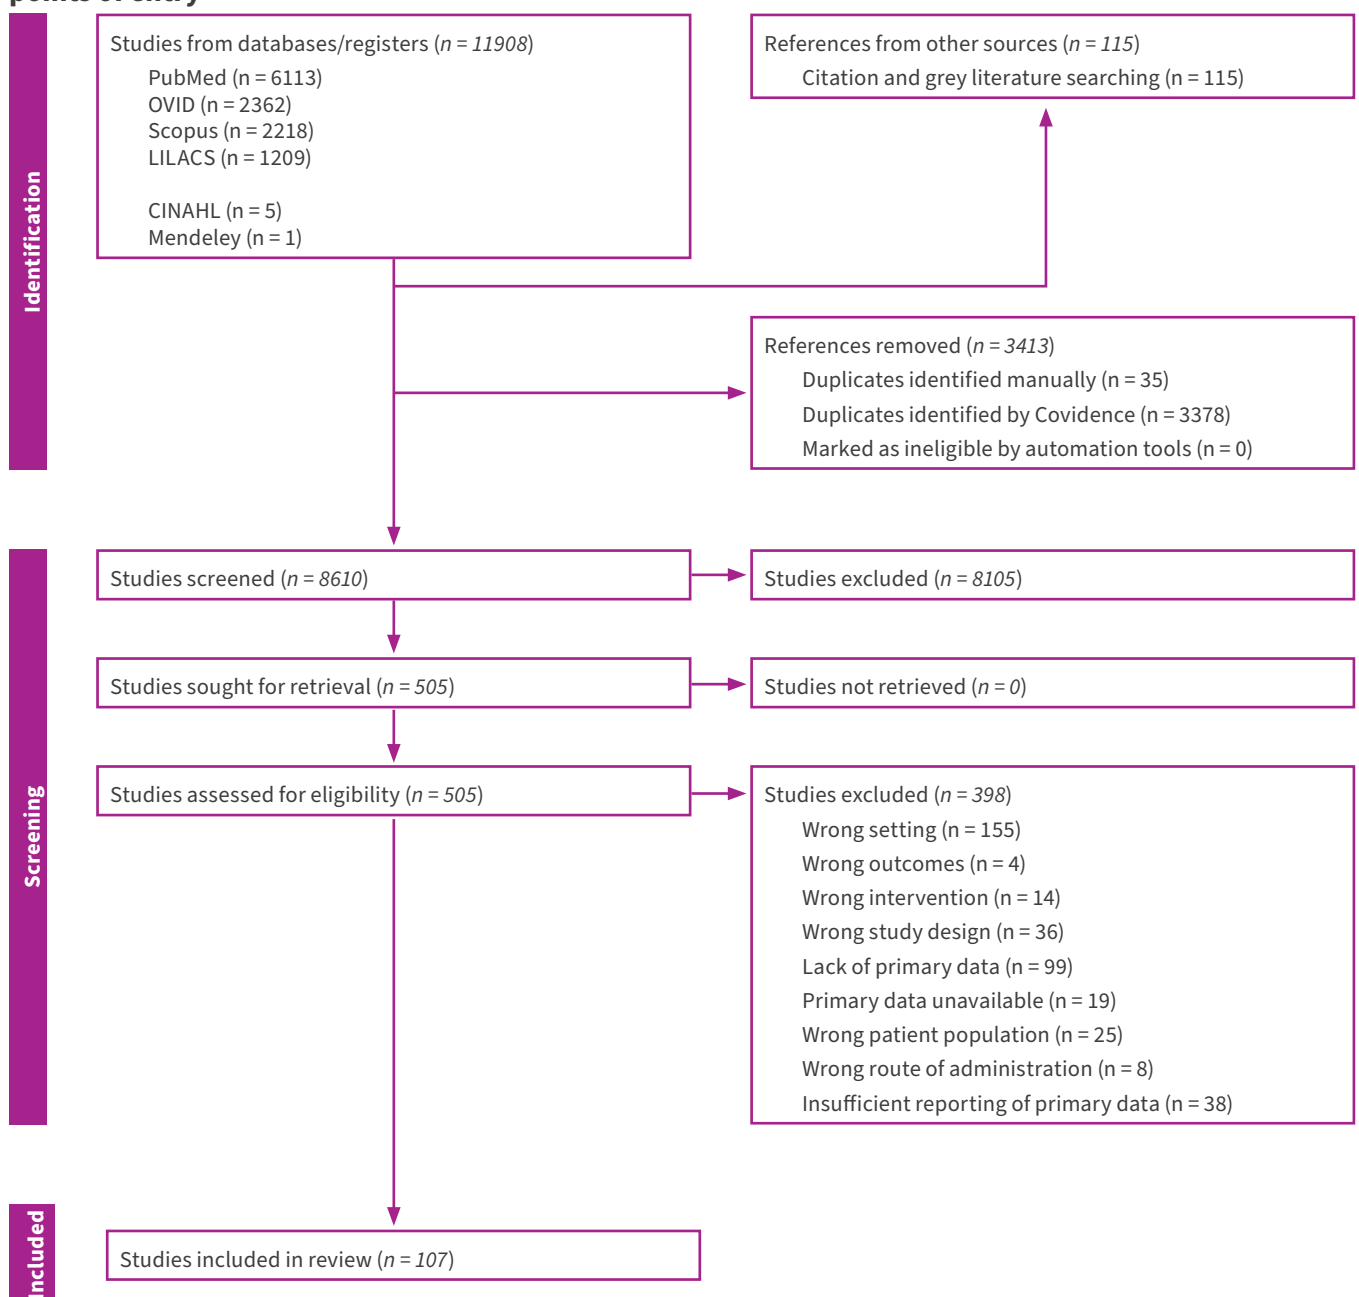 points of entry
Identification
Studies from databases/registers (n = 11908)
PubMed (n = 6113)
OVID (n = 2362)
Scopus (n = 2218)
LILACS (n = 1209)
CINAHL (n = 5)
Mendeley (n = 1)
References from other sources (n = 115)
Citation and grey literature searching (n = 115)
References removed (n = 3413)
Duplicates identified manually (n = 35)
Duplicates identified by Covidence (n = 3378)
Marked as ineligible by automation tools (n = 0)
Screening
Studies screened (n = 8610)
Studies excluded (n = 8105)
Studies sought for retrieval (n = 505)
Studies not retrieved (n = 0)
Studies assessed for eligibility (n = 505)
Studies excluded (n = 398)
Wrong setting (n = 155)
Wrong outcomes (n = 4)
Wrong intervention (n = 14)
Wrong study design (n = 36)
Lack of primary data (n = 99)
Primary data unavailable (n = 19)
Wrong patient population (n = 25)
Wrong route of administration (n = 8)
Insufficient reporting of primary data (n = 38)
Included
Studies included in review (n = 107)